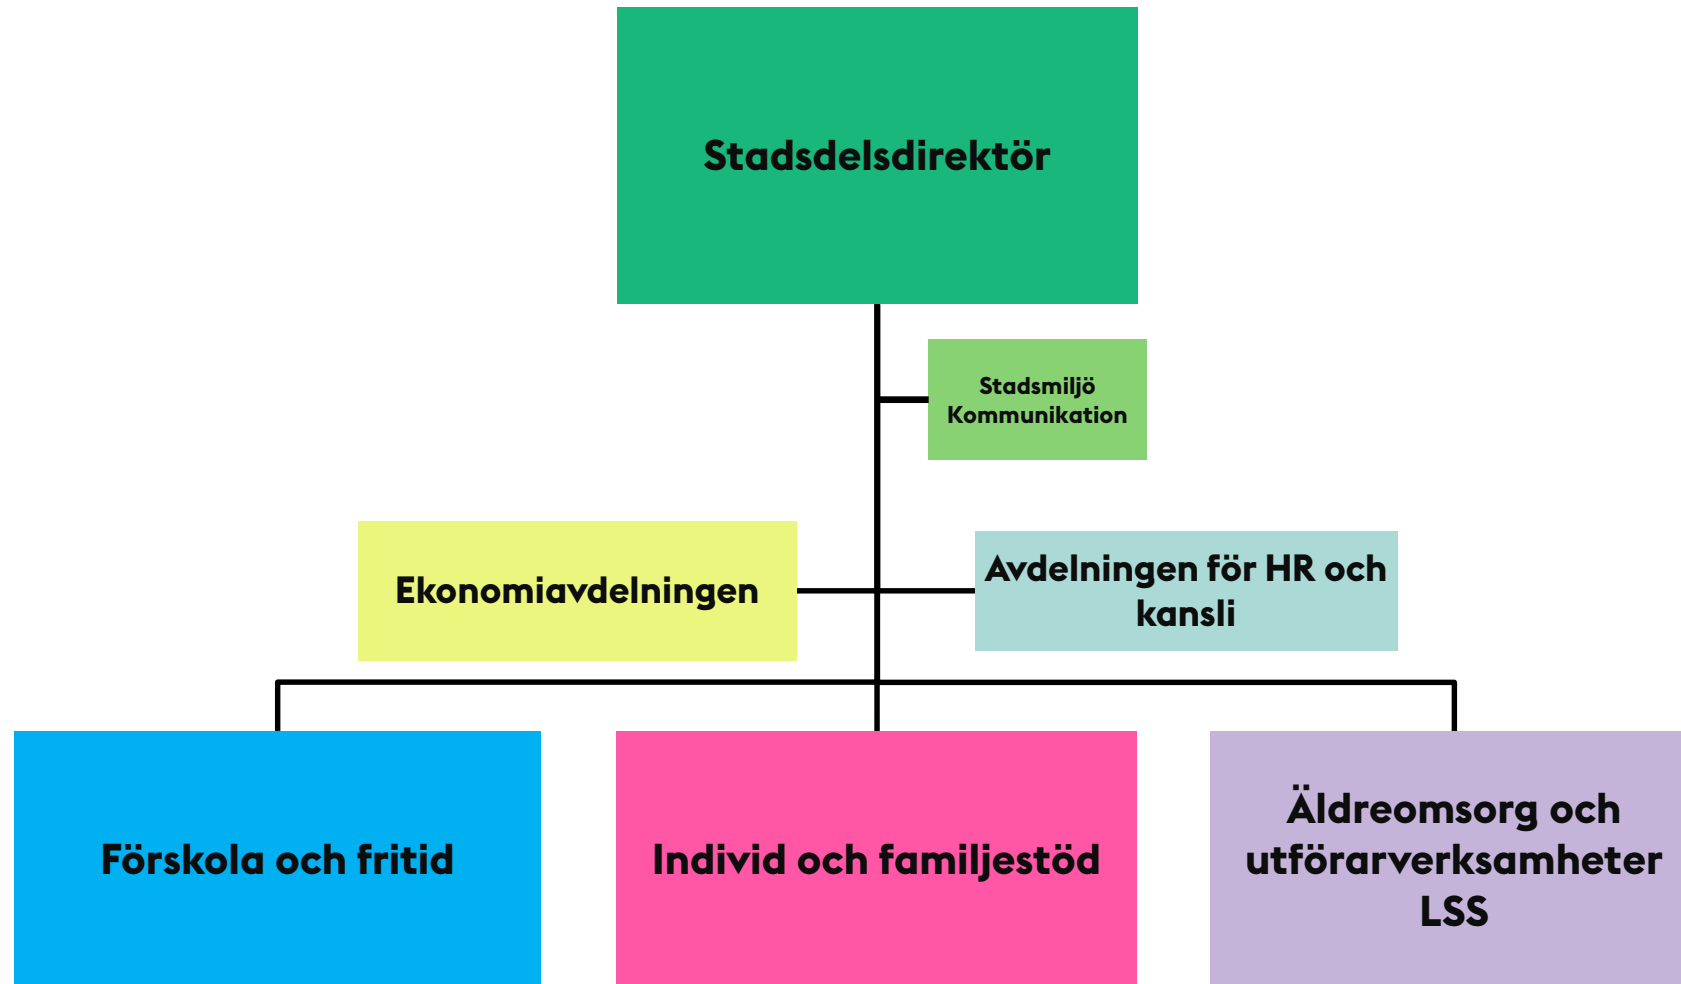 Stadsdelsdirektör
Stadsmiljö
Kommunikation
Ekonomiavdelningen
Avdelningen för HR och
kansli
Förskola och fritid
Individ och familjestöd
Äldreomsorg och
utförarverksamheter
LSS